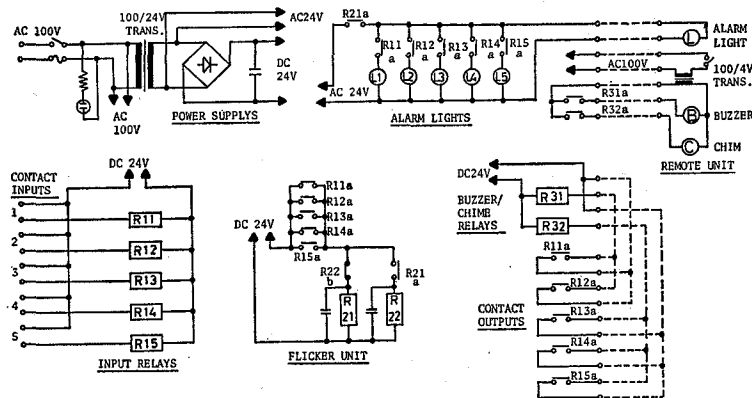 AC 100V
100/24V
TRANS.
AC24V
DC
24V
AC
100V
POWER SUPPLYS
R21a
R11
a
R12
a
R13
a
R14
a
R15
a
L1
L2
L3
L4
L5
AC 24V
ALARM LIGHTS
L
ALARM
LIGHT
AC100V
100/4V
TRANS.
R31a
R32a
B
BUZZER
C
CHIM
REMOTE UNIT
CONTACT
INPUTS
DC 24V
1
2
3
4
5
R11
R12
R13
R14
R15
INPUT RELAYS
R11a
R12a
R13a
R14a
R15a
DC 24V
R22
b
R21
a
R
21
R
22
FLICKER UNIT
DC24V
BUZZER/
CHIME
RELAYS
R31
R32
R11a
R12a
R13a
R14a
R15a
CONTACT
OUTPUTS